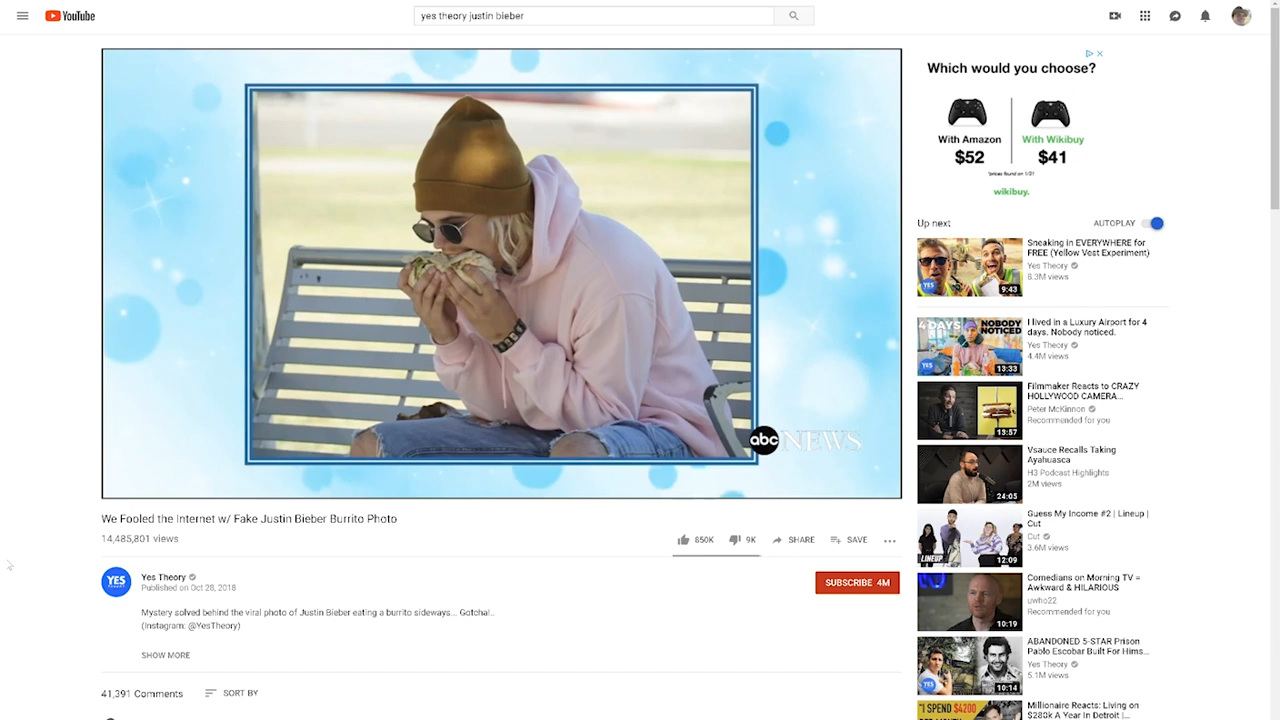 YouTube
yes theory justin bieber
abc NEWS
We Fooled the Internet w/ Fake Justin Bieber Burrito Photo
14,485,801 views
850K
9K
SHARE
SAVE
YES
Yes Theory
Published on Oct 28, 2018
SUBSCRIBE 4M
Mystery solved behind the viral photo of Justin Bieber eating a burrito sideways... Gotcha!..
(Instagram: @YesTheory)
SHOW MORE
41,391 Comments
SORT BY
Which would you choose?
With Amazon
$52
With Wikibuy
$41
*prices found on 1/21
wikibuy.
Up next
AUTOPLAY
YES
9:43
Sneaking in EVERYWHERE for
FREE (Yellow Vest Experiment)
Yes Theory
8.3M views
4 DAYS
NOBODY
NOTICED
YES
13:33
I lived in a Luxury Airport for 4
days. Nobody noticed.
Yes Theory
4.4M views
13:57
Filmmaker Reacts to CRAZY
HOLLYWOOD CAMERA...
Peter McKinnon
Recommended for you
24:05
Vsauce Recalls Taking
Ayahuasca
H3 Podcast Highlights
2M views
LINEUP
12:09
Guess My Income #2 | Lineup |
Cut
Cut
3.6M views
10:19
Comedians on Morning TV =
Awkward & HILARIOUS
uwho22
Recommended for you
YES
10:14
ABANDONED 5-STAR Prison
Pablo Escobar Built For Hims...
Yes Theory
5.1M views
"I SPEND $4200
Millionaire Reacts: Living on
$280k A Year In Detroit |...